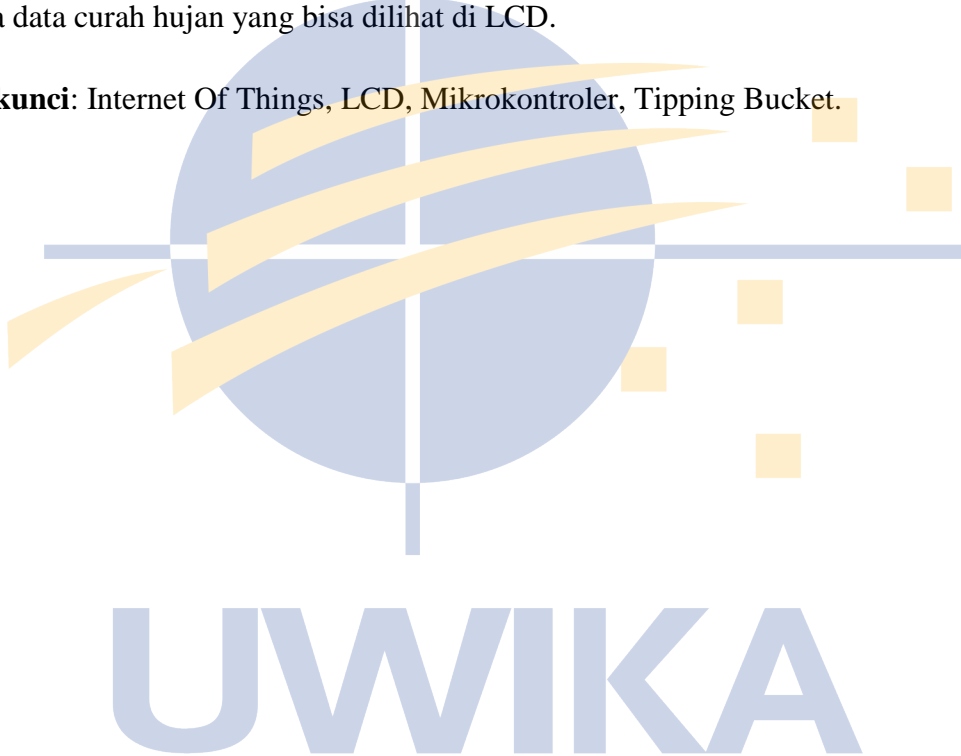 a data curah hujan yang bisa dilihat di LCD.
kunci: Internet Of Things, LCD, Mikrokontroler, Tipping Bucket.
UWIKA